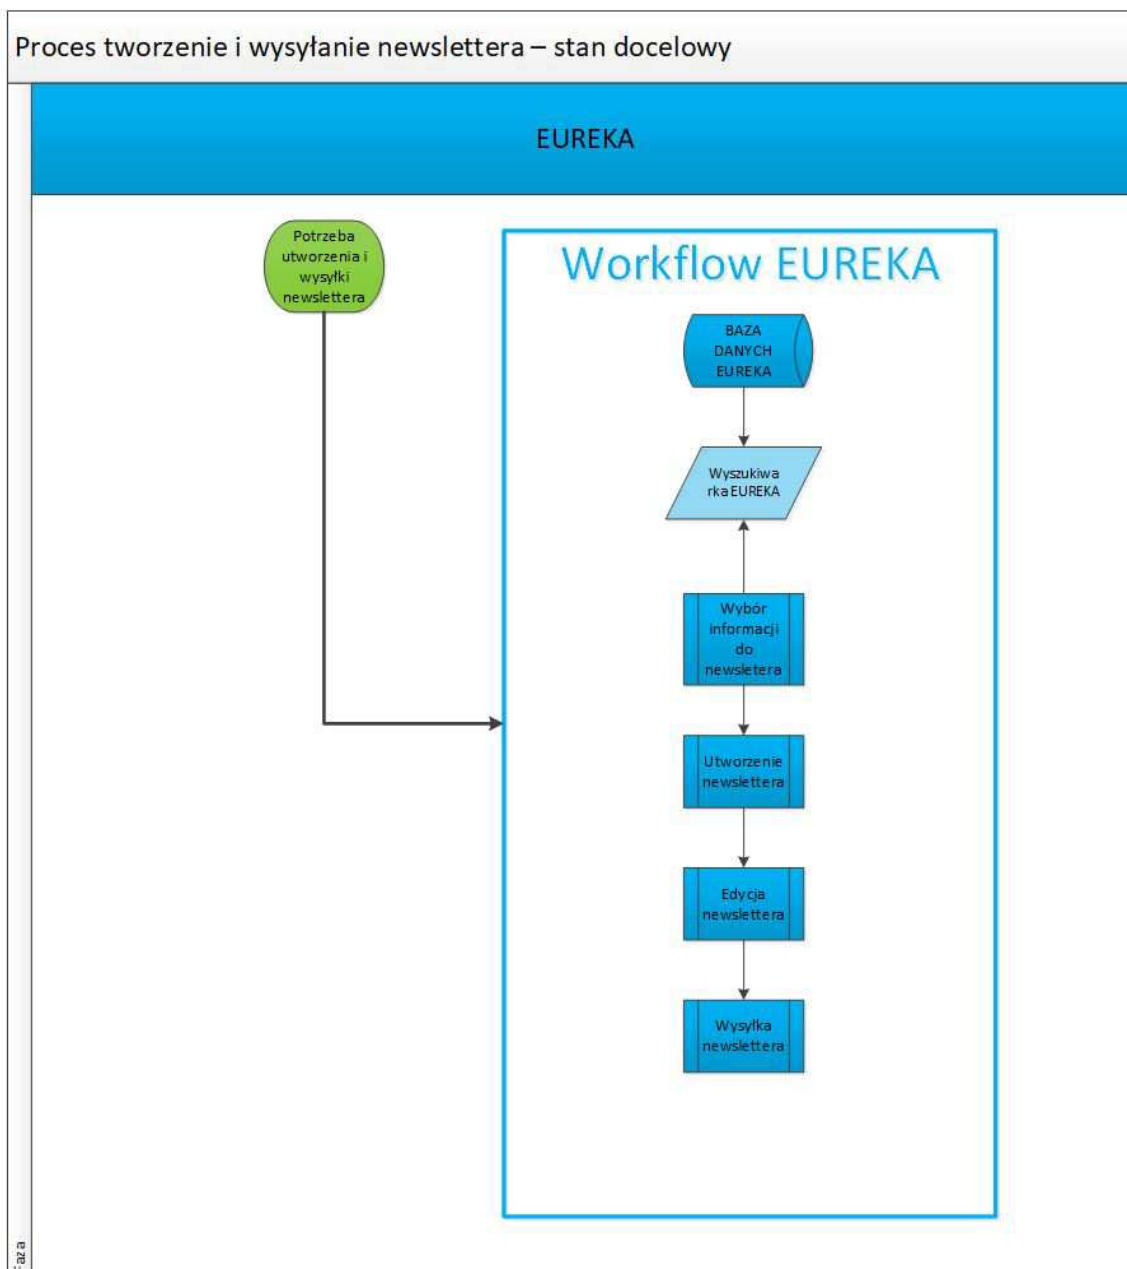 Proces tworzenie i wysyłanie newslettera – stan docelowy
EUREKA
Potrzeba
utworzenia i
wysyłki
newslettera
Workflow EUREKA
BAZA
DANYCH
EUREKA
Wyszukiwa
rka EUREKA
Wybór
informacji
do
newsletera
Utworzenie
newslettera
Edycja
newslettera
Wysyłka
newslettera